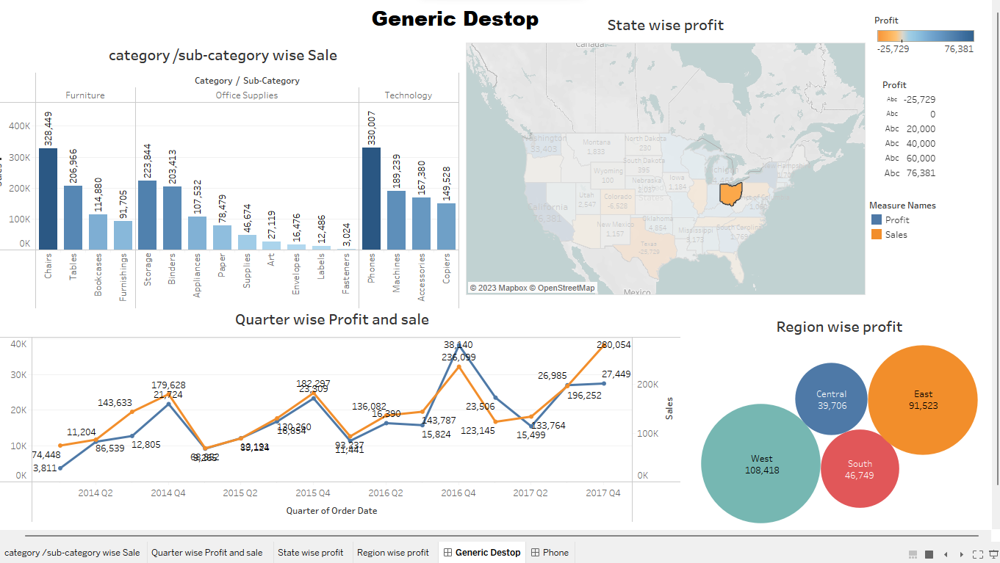 Generic Destop
category /sub-category wise Sale
Category / Sub-Category
Furniture
Office Supplies
Technology
400K
300K
200K
100K
0K
328,449
206,966
114,880
91,705
223,844
203,413
107,532
78,479
46,674
27,119
16,476
12,486
3,024
330,007
189,239
167,380
149,528
Chairs
Tables
Bookcases
Furnishings
Storage
Binders
Appliances
Paper
Supplies
Art
Envelopes
Labels
Fasteners
Phones
Machines
Accessories
Copiers
State wise profit
Canada
Washington
33,403
Montana
1,833
North Dakota
230
South Dakota
395
Wyoming
100
Nebraska
2,037
Iowa
1,184
States
Utah
2,547
Colorado
-6,528
California
76,381
New Mexico
1,157
Oklahoma
4,854
Texas
-25,729
Mississippi
3,173
South Carolina
1,769
New Hampshire
Mexico
© 2023 Mapbox © OpenStreetMap
Profit
-25,729
76,381
Profit
Abc -25,729
Abc 0
Abc 20,000
Abc 40,000
Abc 60,000
Abc 76,381
Measure Names
Profit
Sales
Quarter wise Profit and sale
40K
30K
20K
10K
0K
74,448
3,811
11,204
86,539
143,633
12,805
179,628
21,724
182,297
23,309
130,260
16,854
93,237
11,441
136,082
16,390
143,787
15,824
38,140
236,099
23,506
123,145
133,764
15,499
26,985
196,252
280,054
27,449
200K
100K
0K
Sales
2014 Q2
2014 Q4
2015 Q2
2015 Q4
2016 Q2
2016 Q4
2017 Q2
2017 Q4
Quarter of Order Date
Region wise profit
Central
39,706
East
91,523
West
108,418
South
46,749
category /sub-category wise Sale
Quarter wise Profit and sale
State wise profit
Region wise profit
Generic Destop
Phone